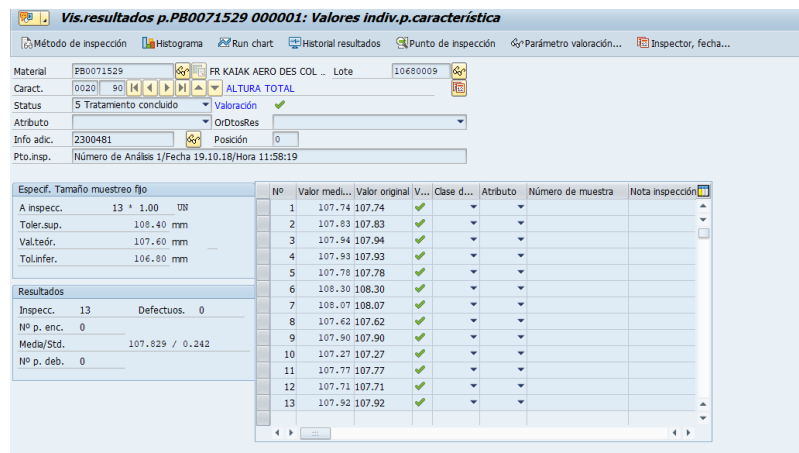 Vis.resultados p.PB0071529 000001: Valores indiv.p.característica
Método de inspección Histograma Run chart Historial resultados Punto de inspección Parámetro valoración... Inspector, fecha...
Material PB0071529 FR KAIAK AERO DES COL .. Lote 10680009
Caract. 0020 90 ALTURA TOTAL
Status 5 Tratamiento concluido Valoración
Atributo OrDtosRes
Info adic. 2300481 Posición 0
Pto.insp. Número de Análisis 1/Fecha 19.10.18/Hora 11:58:19
Especif. Tamaño muestreo fijo
A inspecc. 13 * 1.00 UN
Toler.sup. 108.40 mm
Val.teór. 107.60 mm
Tol.infer. 106.80 mm
Resultados
Inspecc. 13 Defectuos. 0
Nº p. enc. 0
Media/Std. 107.829 / 0.242
Nº p. deb. 0
Nº Valor medi... Valor original V... Clase d... Atributo Número de muestra Nota inspección
1 107.74 107.74
2 107.83 107.83
3 107.94 107.94
4 107.93 107.93
5 107.78 107.78
6 108.30 108.30
7 108.07 108.07
8 107.62 107.62
9 107.90 107.90
10 107.27 107.27
11 107.77 107.77
12 107.71 107.71
13 107.92 107.92